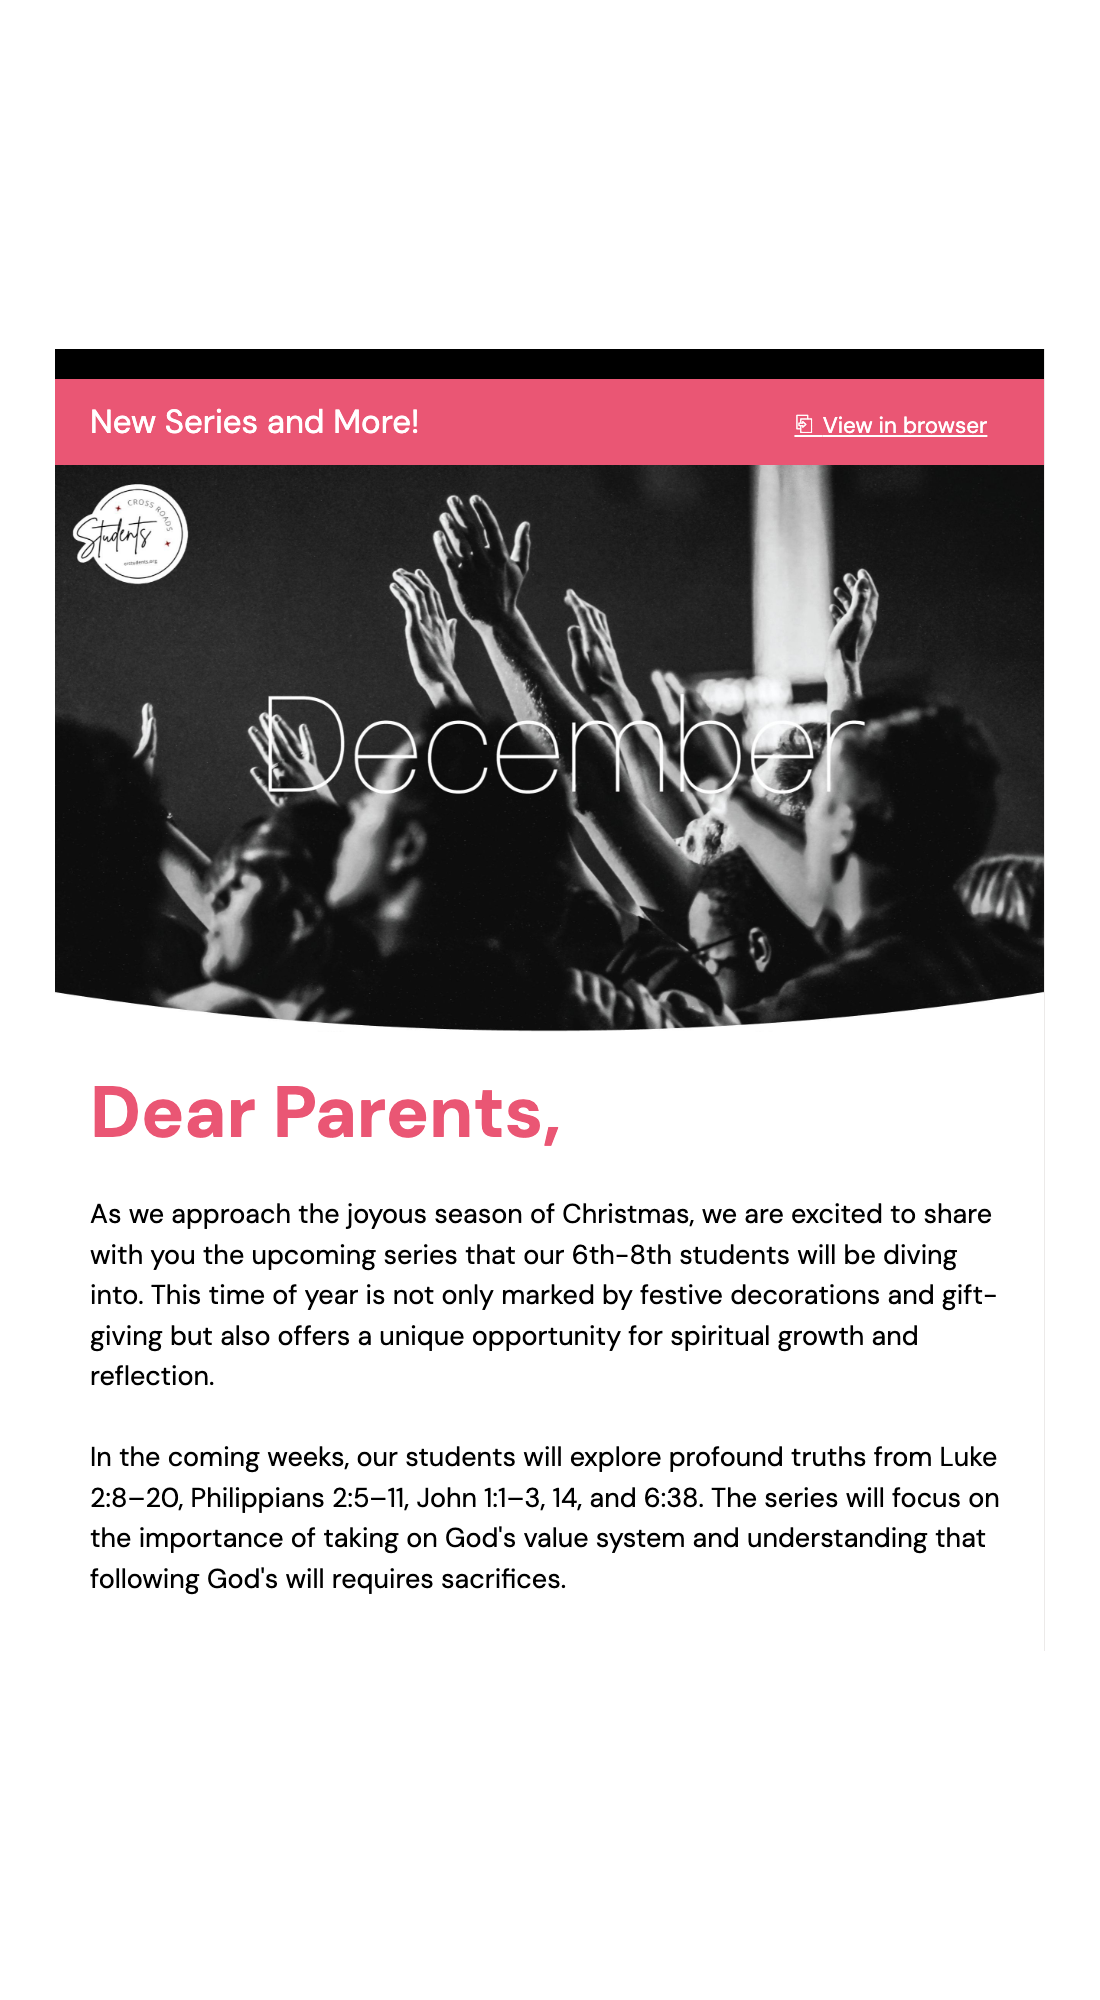 New Series and More!
View in browser
CROSS ROADS
Students
crstudents.org
December
Dear Parents,
As we approach the joyous season of Christmas, we are excited to share
with you the upcoming series that our 6th-8th students will be diving
into. This time of year is not only marked by festive decorations and gift-
giving but also offers a unique opportunity for spiritual growth and
reflection.
In the coming weeks, our students will explore profound truths from Luke
2:8–20, Philippians 2:5–11, John 1:1–3, 14, and 6:38. The series will focus on
the importance of taking on God's value system and understanding that
following God's will requires sacrifices.